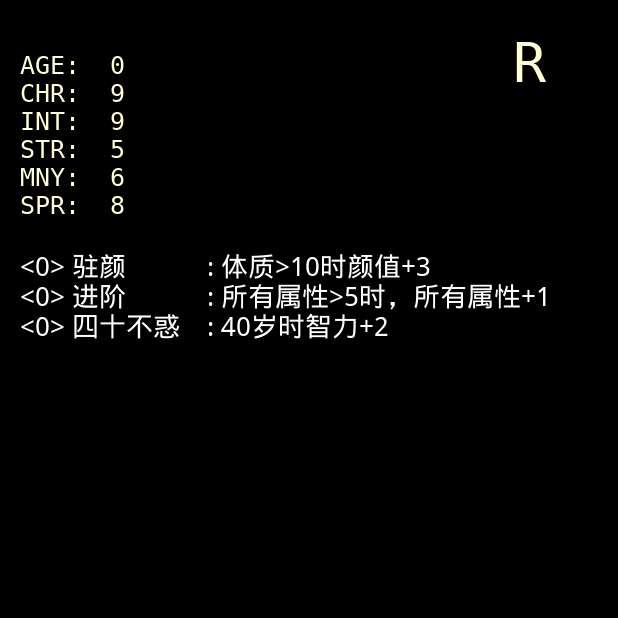 R
AGE: 0
CHR: 9
INT: 9
STR: 5
MNY: 6
SPR: 8
<0> 驻颜 : 体质>10时颜值+3
<0> 进阶 : 所有属性>5时，所有属性+1
<0> 四十不惑 : 40岁时智力+2